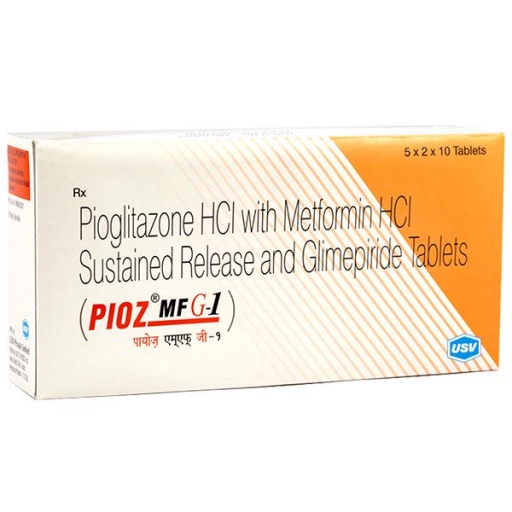 5 x 2 x 10 Tablets
Rx
Pioglitazone HCl with Metformin HCl
Sustained Release and Glimepiride Tablets
(PIOZ® MF G-1)
पायोज़ एमएफ़ जी-१
USV